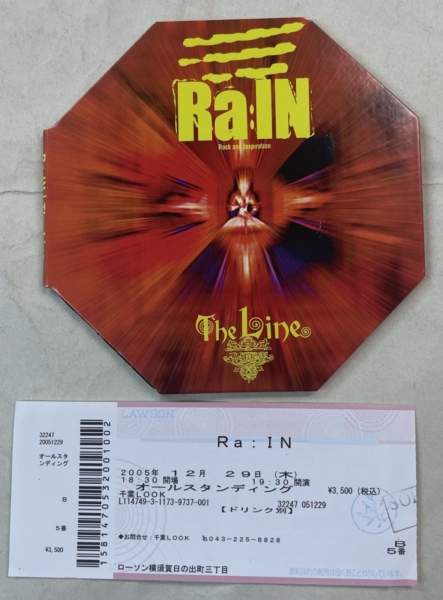 Ra:IN
Rock and Inspiration
The Line
LAWSON
32247
20051229
オールスタ
ンディング
B
5番
¥3,500
1581470532001002
Ra：IN
2005年 12月 29日（木）
18:30 開場 19:30 開演
オールスタンディング ¥3,500（税込）
千葉LOOK
L114749-3-1173-9737-001 32247 051229
【ドリンク別】
◆お問合せ：千葉LOOK ℡043-225-8828
B
5番
ローソン横須賀日の出町三丁目